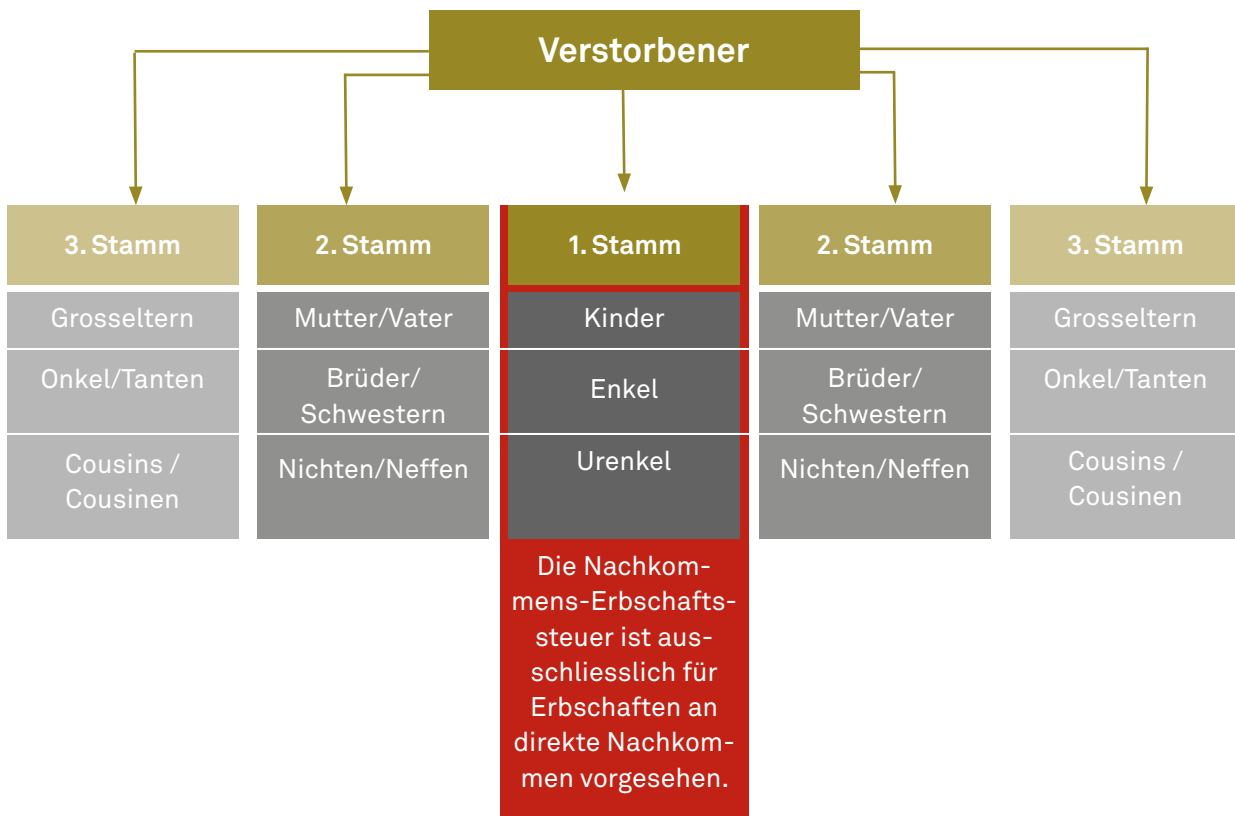 Verstorbener
3. Stamm
Grosseltern
Onkel/Tanten
Cousins /
Cousinen
2. Stamm
Mutter/Vater
Brüder/
Schwestern
Nichten/Neffen
1. Stamm
Kinder
Enkel
Urenkel
Die Nachkom-
mens-Erbschafts-
steuer ist aus-
schliesslich für
Erbschaften an
direkte Nachkom-
men vorgesehen.
2. Stamm
Mutter/Vater
Brüder/
Schwestern
Nichten/Neffen
3. Stamm
Grosseltern
Onkel/Tanten
Cousins /
Cousinen